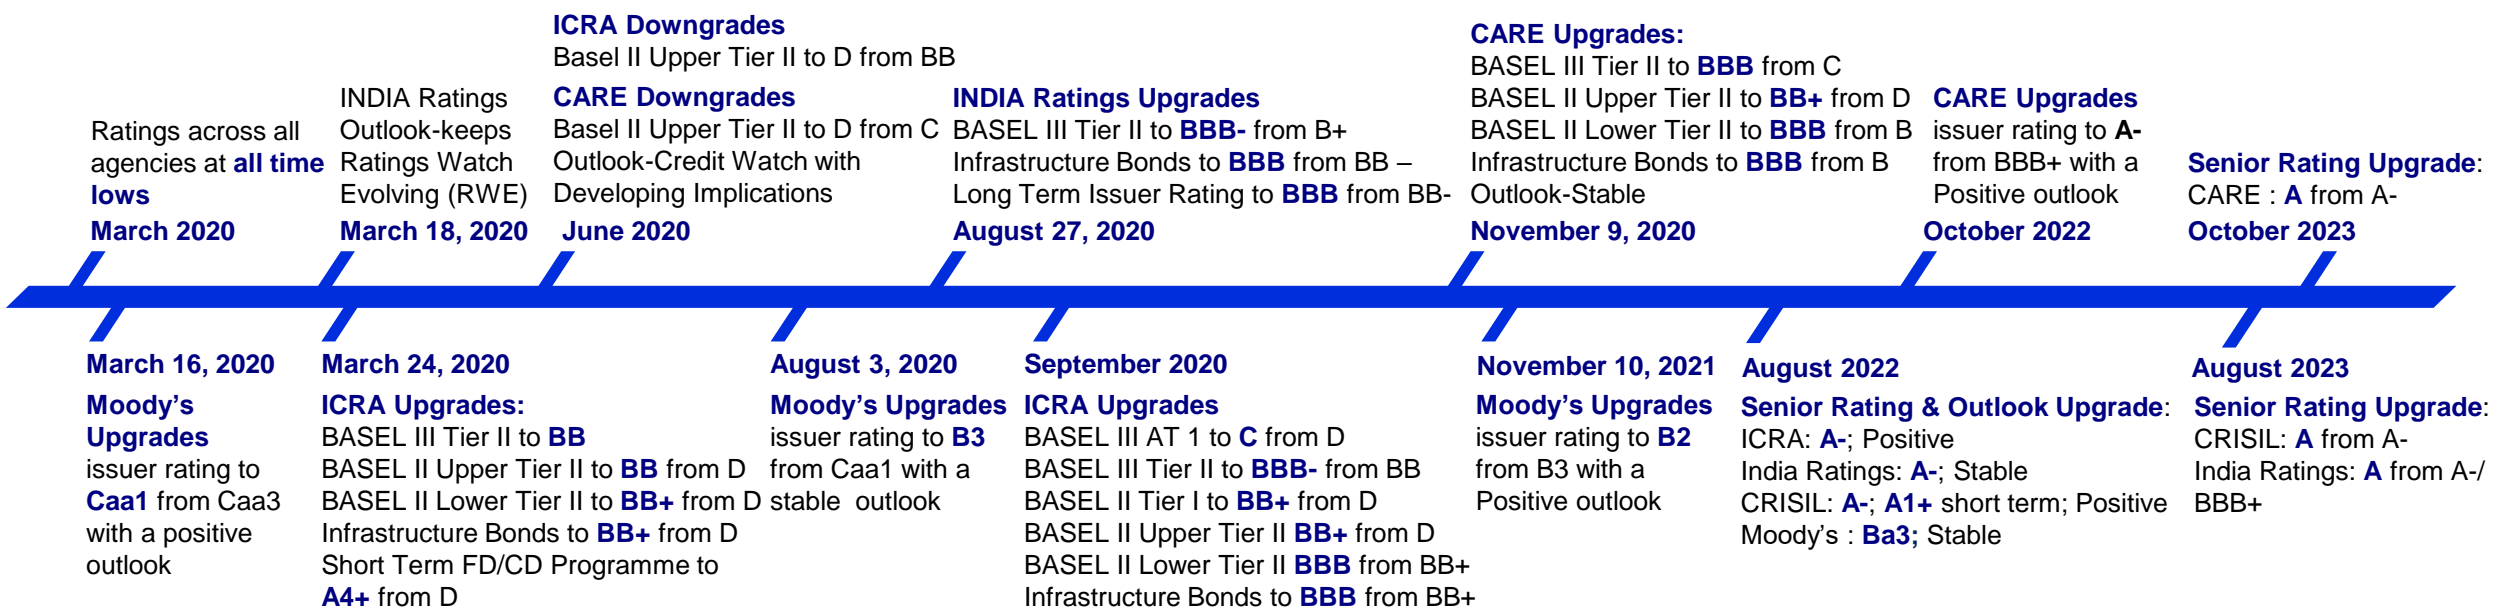 Ratings across all
agencies at all time
lows
March 2020
INDIA Ratings
Outlook-keeps
Ratings Watch
Evolving (RWE)
March 18, 2020
ICRA Downgrades
Basel II Upper Tier II to D from BB
CARE Downgrades
Basel II Upper Tier II to D from C
Outlook-Credit Watch with
Developing Implications
June 2020
INDIA Ratings Upgrades
BASEL III Tier II to BBB- from B+
Infrastructure Bonds to BBB from BB –
Long Term Issuer Rating to BBB from BB-
August 27, 2020
CARE Upgrades:
BASEL III Tier II to BBB from C
BASEL II Upper Tier II to BB+ from D
BASEL II Lower Tier II to BBB from B
Infrastructure Bonds to BBB from B
Outlook-Stable
November 9, 2020
CARE Upgrades
issuer rating to A-
from BBB+ with a
Positive outlook
October 2022
Senior Rating Upgrade:
CARE : A from A-
October 2023
March 16, 2020
Moody’s
Upgrades
issuer rating to
Caa1 from Caa3
with a positive
outlook
March 24, 2020
ICRA Upgrades:
BASEL III Tier II to BB
BASEL II Upper Tier II to BB from D
BASEL II Lower Tier II to BB+ from D
Infrastructure Bonds to BB+ from D
Short Term FD/CD Programme to
A4+ from D
August 3, 2020
Moody’s Upgrades
issuer rating to B3
from Caa1 with a
stable outlook
September 2020
ICRA Upgrades
BASEL III AT 1 to C from D
BASEL III Tier II to BBB- from BB
BASEL II Tier I to BB+ from D
BASEL II Upper Tier II BB+ from D
BASEL II Lower Tier II BBB from BB+
Infrastructure Bonds to BBB from BB+
November 10, 2021
Moody’s Upgrades
issuer rating to B2
from B3 with a
Positive outlook
August 2022
Senior Rating & Outlook Upgrade:
ICRA: A-; Positive
India Ratings: A-; Stable
CRISIL: A-; A1+ short term; Positive
Moody’s : Ba3; Stable
August 2023
Senior Rating Upgrade:
CRISIL: A from A-
India Ratings: A from A-/
BBB+